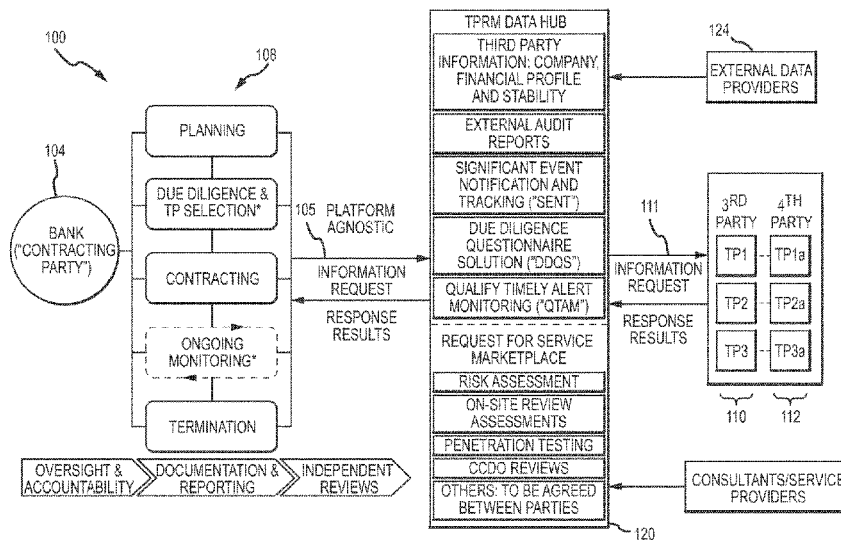 100
108
104
BANK
("CONTRACTING
PARTY")
PLANNING
DUE DILIGENCE &
TP SELECTION*
CONTRACTING
ONGOING
MONITORING*
TERMINATION
OVERSIGHT &
ACCOUNTABILITY
DOCUMENTATION &
REPORTING
INDEPENDENT
REVIEWS
105
PLATFORM
AGNOSTIC
INFORMATION
REQUEST
RESPONSE
RESULTS
TPRM DATA HUB
THIRD PARTY
INFORMATION: COMPANY,
FINANCIAL PROFILE
AND STABILITY
EXTERNAL AUDIT
REPORTS
SIGNIFICANT EVENT
NOTIFICATION AND
TRACKING ("SENT")
DUE DILIGENCE
QUESTIONNAIRE
SOLUTION ("DDQS")
QUALIFY TIMELY ALERT
MONITORING ("QTAM")
REQUEST FOR SERVICE
MARKETPLACE
RISK ASSESSMENT
ON-SITE REVIEW
ASSESSMENTS
PENETRATION TESTING
CCDO REVIEWS
OTHERS: TO BE AGREED
BETWEEN PARTIES
120
124
EXTERNAL DATA
PROVIDERS
111
INFORMATION
REQUEST
RESPONSE
RESULTS
3RD 4TH
PARTY PARTY
TP1 TP1a
TP2 TP2a
TP3 TP3a
110 112
CONSULTANTS/SERVICE
PROVIDERS